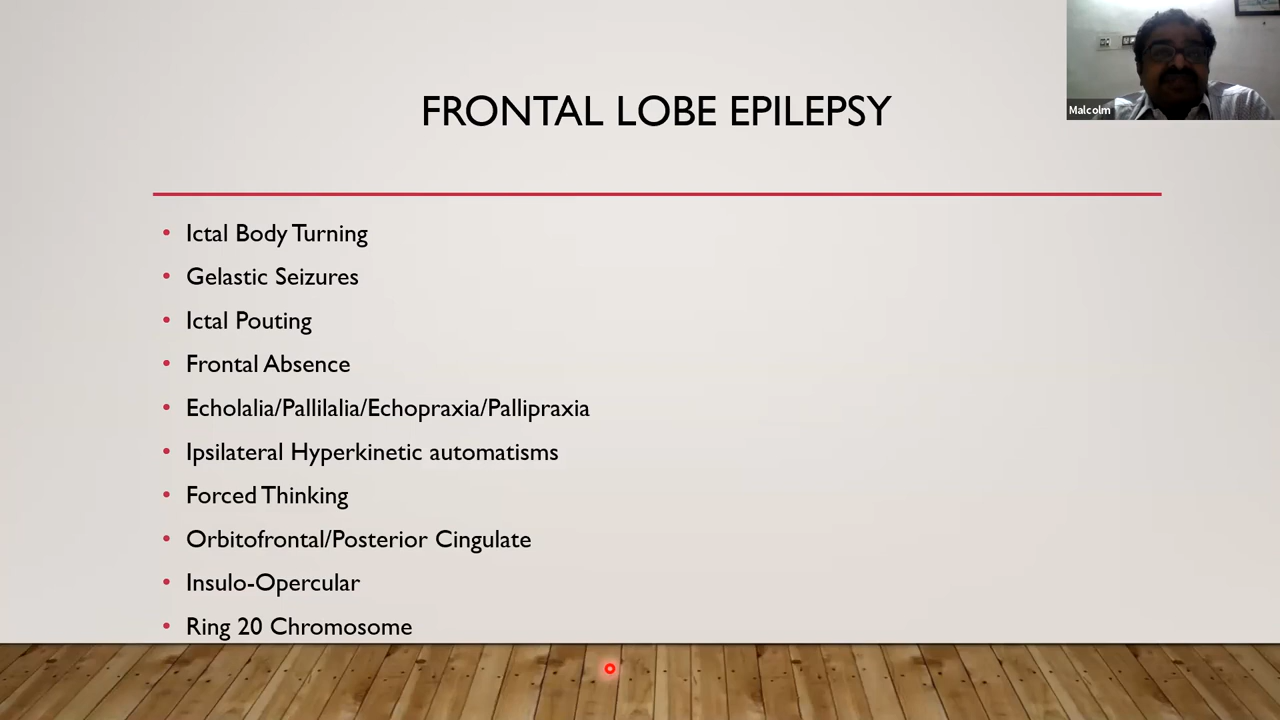 FRONTAL LOBE EPILEPSY
Malcolm
• Ictal Body Turning
• Gelastic Seizures
• Ictal Pouting
• Frontal Absence
• Echolalia/Pallilalia/Echopraxia/Pallipraxia
• Ipsilateral Hyperkinetic automatisms
• Forced Thinking
• Orbitofrontal/Posterior Cingulate
• Insulo-Opercular
• Ring 20 Chromosome